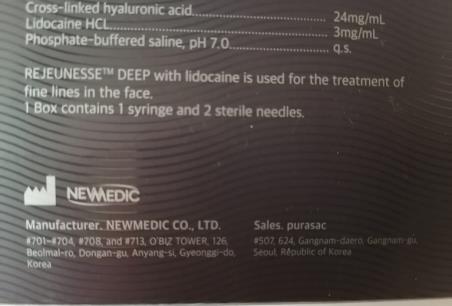 Cross-linked hyaluronic acid.............................. 24mg/mL
Lidocaine HCL.................................................. 3mg/mL
Phosphate-buffered saline, pH 7.0...................... q.s.
REJEUNESSE™ DEEP with lidocaine is used for the treatment of
fine lines in the face.
1 Box contains 1 syringe and 2 sterile needles.
NEWMEDIC
Manufacturer. NEWMEDIC CO., LTD.
#701~#704, #708, and #713, O'BIZ TOWER, 126,
Beolmal-ro, Dongan-gu, Anyang-si, Gyeonggi-do,
Korea
Sales. purasac
#507, 624, Gangnam-daero, Gangnam-gu,
Seoul, Republic of Korea